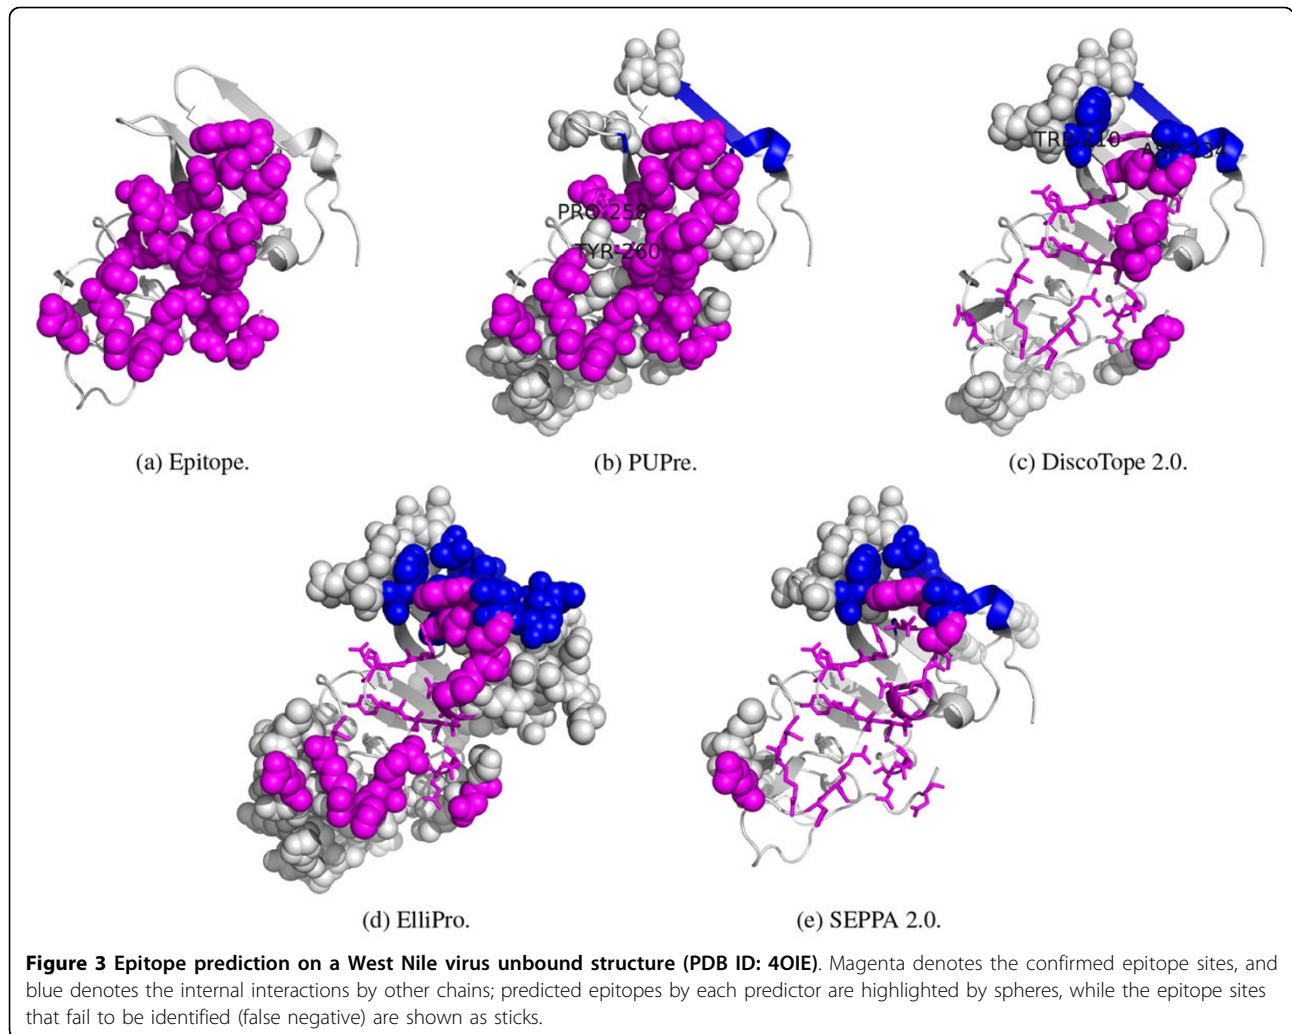 PRO-258
TYR-260
TRP-210
ASP-234
(a) Epitope.
(b) PUPre.
(c) DiscoTope 2.0.
(d) ElliPro.
(e) SEPPA 2.0.
Figure 3 Epitope prediction on a West Nile virus unbound structure (PDB ID: 4OIE). Magenta denotes the confirmed epitope sites, and
blue denotes the internal interactions by other chains; predicted epitopes by each predictor are highlighted by spheres, while the epitope sites
that fail to be identified (false negative) are shown as sticks.